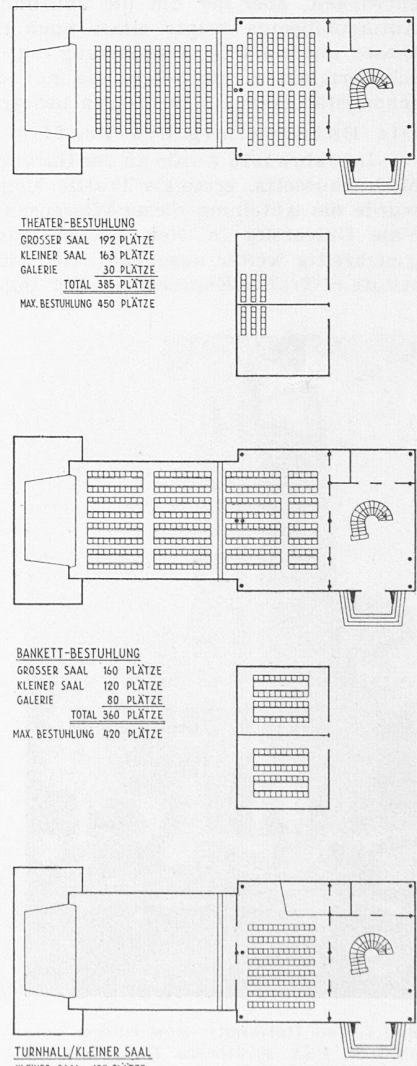 THEATER-BESTUHLUNG
GROSSER SAAL 192 PLÄTZE
KLEINER SAAL 163 PLÄTZE
GALERIE 30 PLÄTZE
TOTAL 385 PLÄTZE
MAX. BESTUHLUNG 450 PLÄTZE
BANKETT-BESTUHLUNG
GROSSER SAAL 160 PLÄTZE
KLEINER SAAL 120 PLÄTZE
GALERIE 80 PLÄTZE
TOTAL 360 PLÄTZE
MAX. BESTUHLUNG 420 PLÄTZE
TURNHALL/KLEINER SAAL